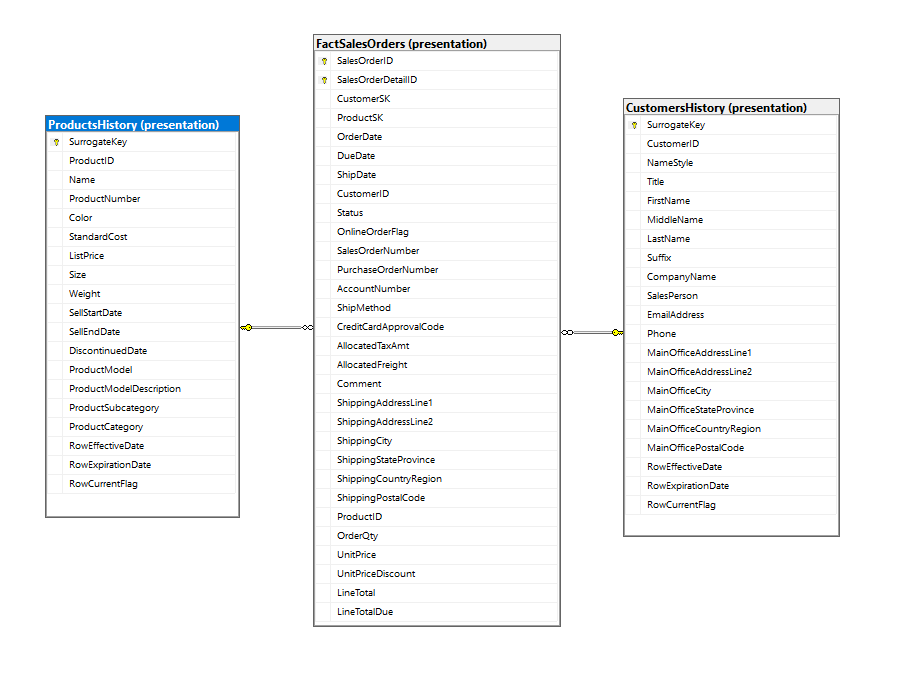 ProductsHistory (presentation)
SurrogateKey
ProductID
Name
ProductNumber
Color
StandardCost
ListPrice
Size
Weight
SellStartDate
SellEndDate
DiscontinuedDate
ProductModel
ProductModelDescription
ProductSubcategory
ProductCategory
RowEffectiveDate
RowExpirationDate
RowCurrentFlag
FactSalesOrders (presentation)
SalesOrderID
SalesOrderDetailID
CustomerSK
ProductSK
OrderDate
DueDate
ShipDate
CustomerID
Status
OnlineOrderFlag
SalesOrderNumber
PurchaseOrderNumber
AccountNumber
ShipMethod
CreditCardApprovalCode
AllocatedTaxAmt
AllocatedFreight
Comment
ShippingAddressLine1
ShippingAddressLine2
ShippingCity
ShippingStateProvince
ShippingCountryRegion
ShippingPostalCode
ProductID
OrderQty
UnitPrice
UnitPriceDiscount
LineTotal
LineTotalDue
CustomersHistory (presentation)
SurrogateKey
CustomerID
NameStyle
Title
FirstName
MiddleName
LastName
Suffix
CompanyName
SalesPerson
EmailAddress
Phone
MainOfficeAddressLine1
MainOfficeAddressLine2
MainOfficeCity
MainOfficeStateProvince
MainOfficeCountryRegion
MainOfficePostalCode
RowEffectiveDate
RowExpirationDate
RowCurrentFlag